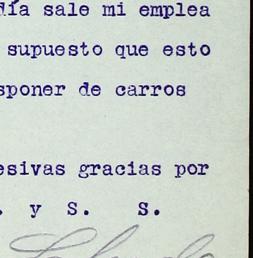 día sale mi emplea
supuesto que esto
sponer de carros
esivas gracias por
. y S. S.